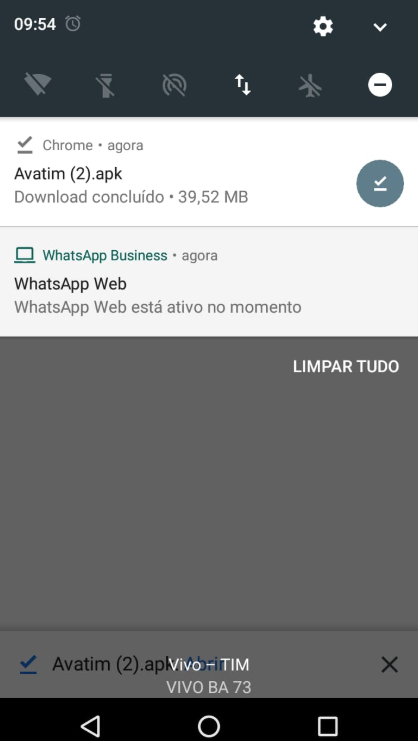 09:54
Chrome • agora
Avatim (2).apk
Download concluído • 39,52 MB
WhatsApp Business • agora
WhatsApp Web
WhatsApp Web está ativo no momento
LIMPAR TUDO
Avatim (2).apk Abrir
Vivo – TIM
VIVO BA 73